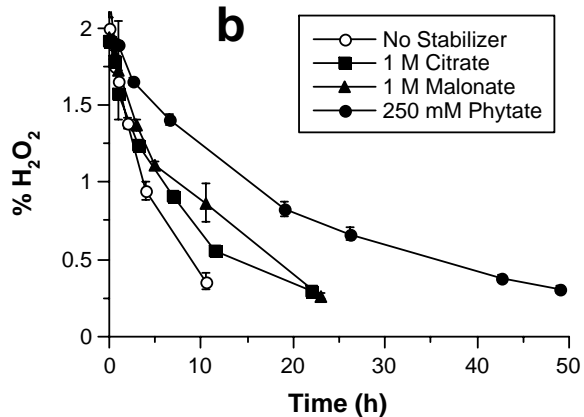 b
No Stabilizer
1 M Citrate
1 M Malonate
250 mM Phytate
2
1.5
1
0.5
0
% H2O2
0 10 20 30 40 50
Time (h)